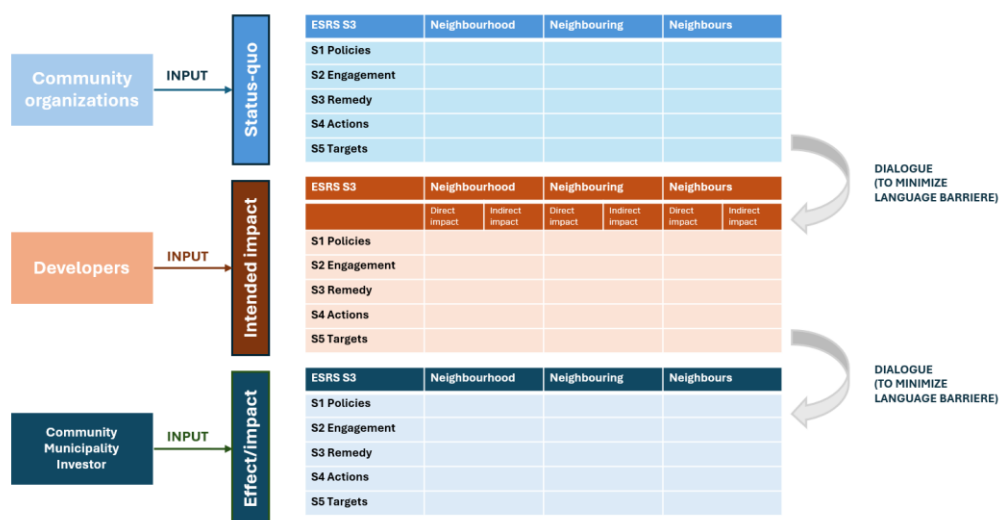 Community
organizations
INPUT
Status-quo
ESRS S3 Neighbourhood Neighbouring Neighbours
S1 Policies
S2 Engagement
S3 Remedy
S4 Actions
S5 Targets
DIALOGUE
(TO MINIMIZE
LANGUAGE BARRIERE)
Developers
INPUT
Intended impact
ESRS S3 Neighbourhood Neighbouring Neighbours
Direct Indirect Direct Indirect Direct Indirect
impact impact impact impact impact impact
S1 Policies
S2 Engagement
S3 Remedy
S4 Actions
S5 Targets
DIALOGUE
(TO MINIMIZE
LANGUAGE BARRIERE)
Community
Municipality
Investor
INPUT
Effect/impact
ESRS S3 Neighbourhood Neighbouring Neighbours
S1 Policies
S2 Engagement
S3 Remedy
S4 Actions
S5 Targets